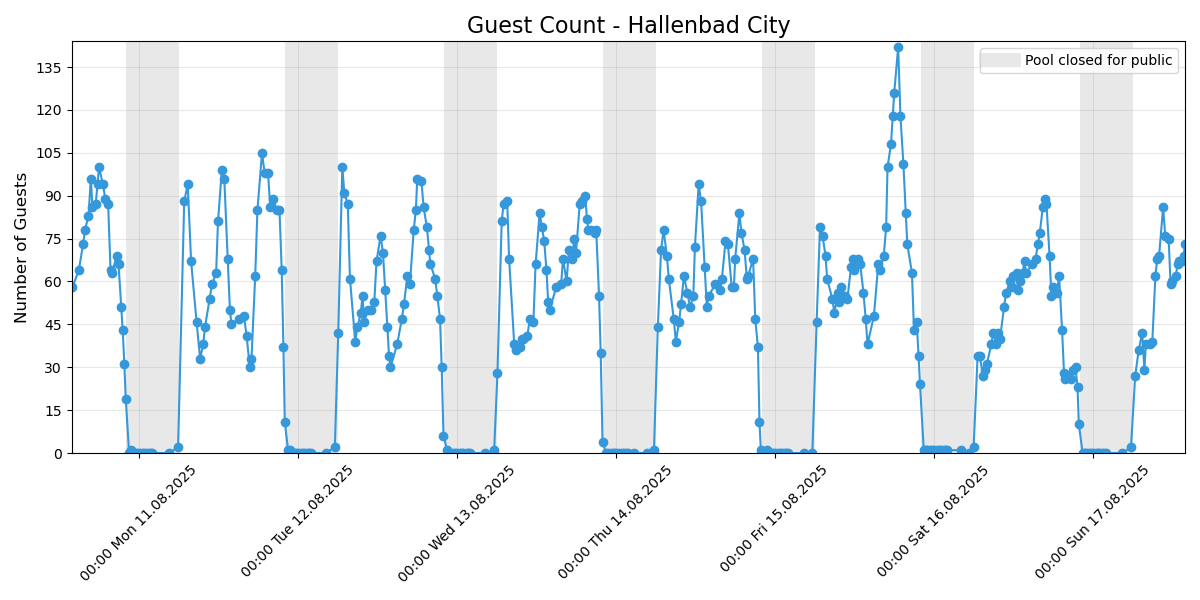 Guest Count - Hallenbad City
Number of Guests
135
120
105
90
75
60
45
30
15
0
Pool closed for public
00:00 Mon 11.08.2025
00:00 Tue 12.08.2025
00:00 Wed 13.08.2025
00:00 Thu 14.08.2025
00:00 Fri 15.08.2025
00:00 Sat 16.08.2025
00:00 Sun 17.08.2025